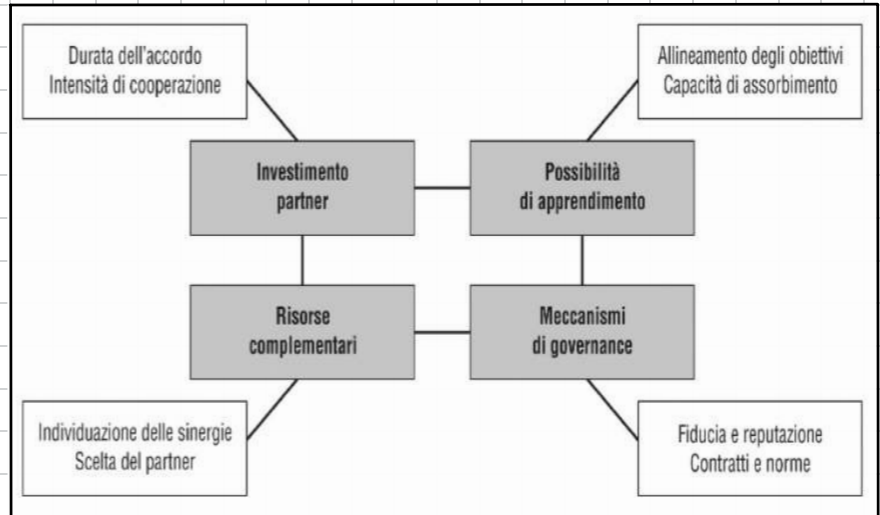 Durata dell'accordo
Intensità di cooperazione
Allineamento degli obiettivi
Capacità di assorbimento
Investimento
partner
Possibilità
di apprendimento
Risorse
complementari
Meccanismi
di governance
Individuazione delle sinergie
Scelta del partner
Fiducia e reputazione
Contratti e norme